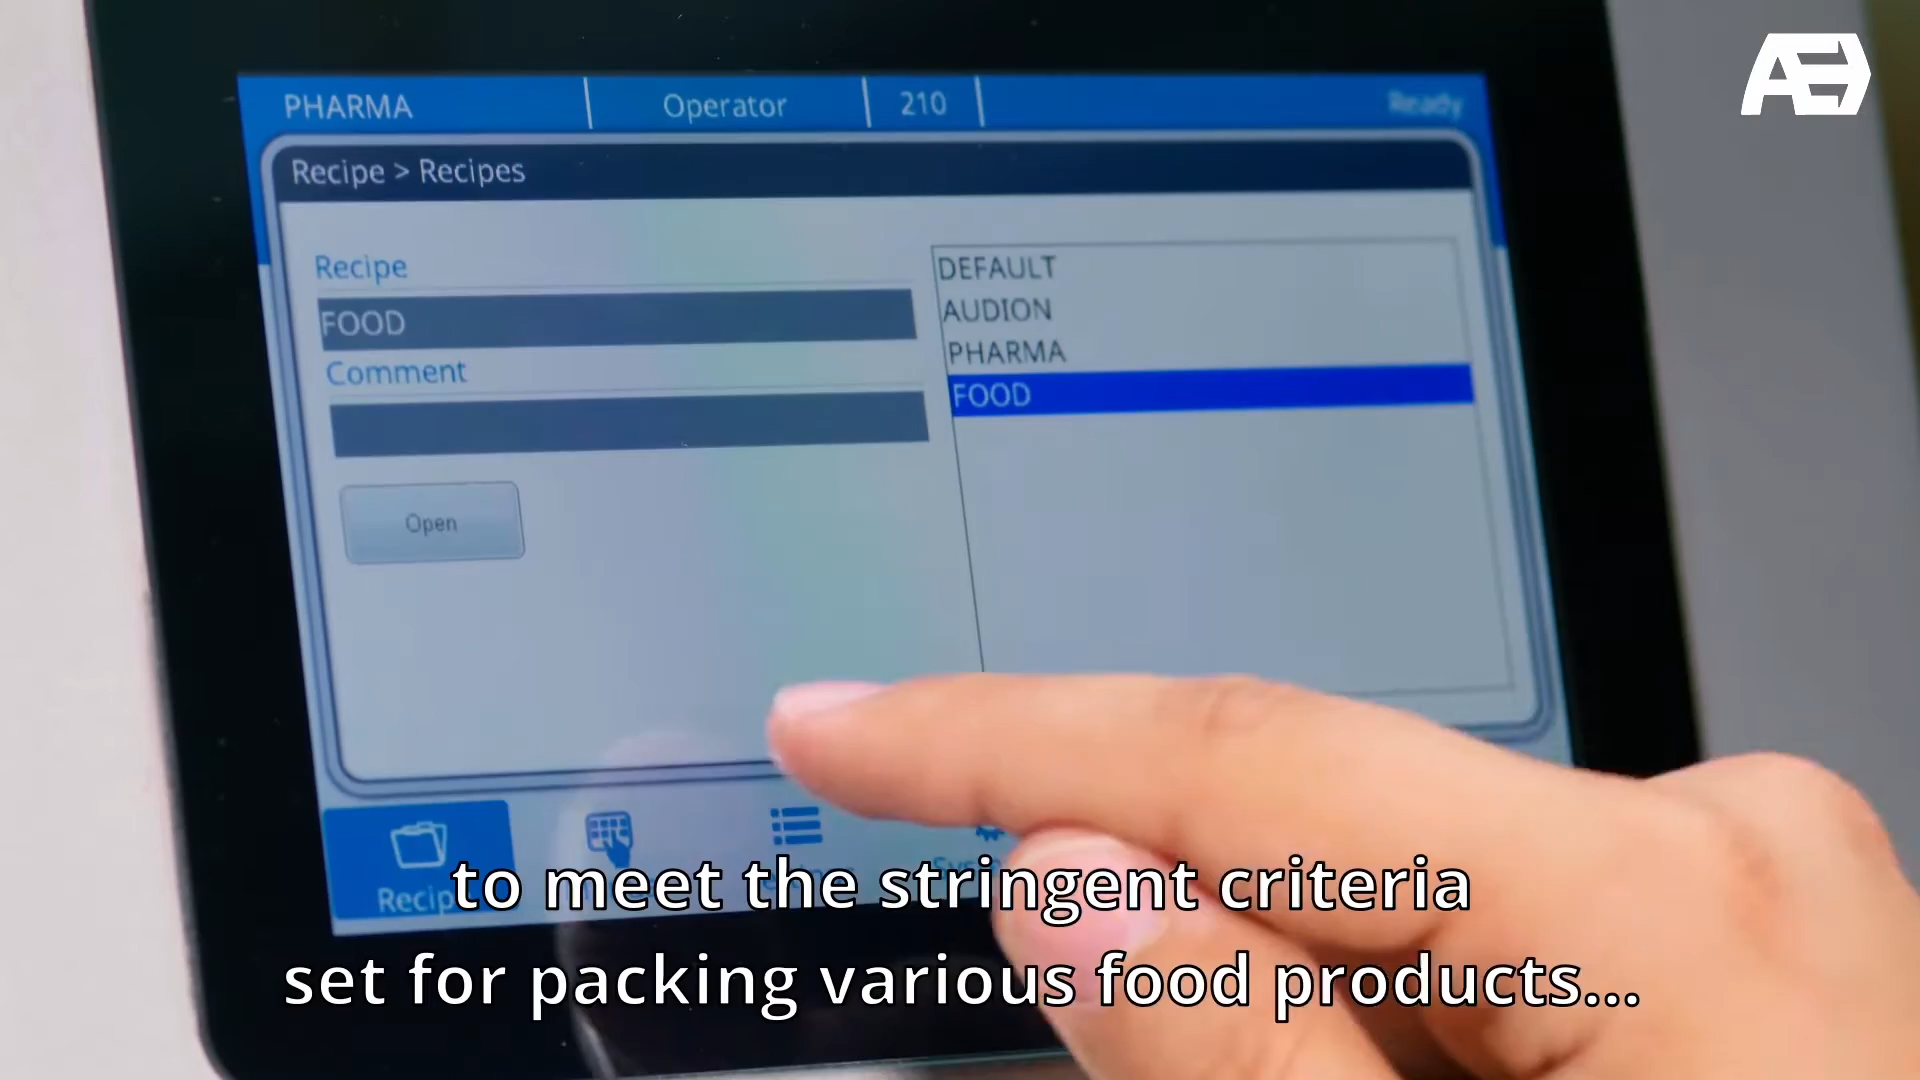 PHARMA
Operator
210
Ready
Recipe > Recipes
Recipe
FOOD
Comment
Open
DEFAULT
AUDION
PHARMA
FOOD
to meet the stringent criteria
set for packing various food products...